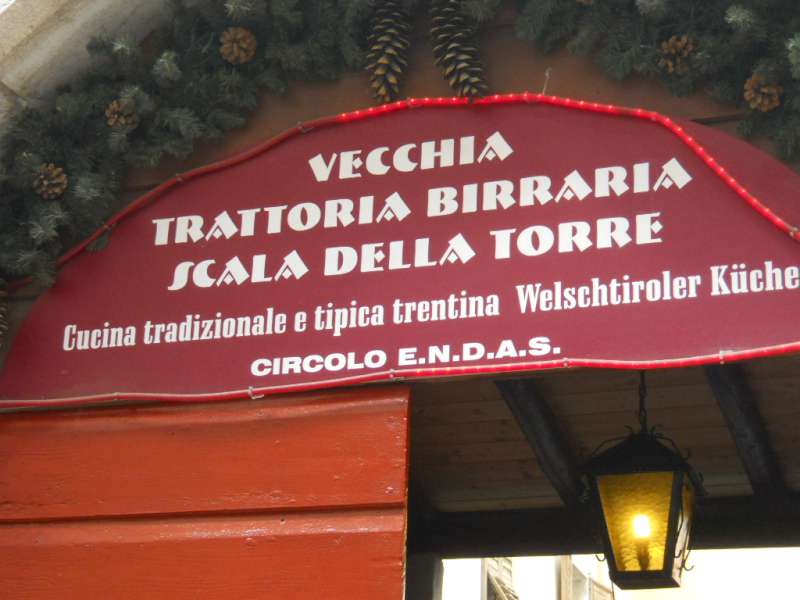 VECCHIA
TRATTORIA BIRRARIA
SCALA DELLA TORRE
Cucina tradizionale e tipica trentina Welschtiroler Küche
CIRCOLO E.N.D.A.S.